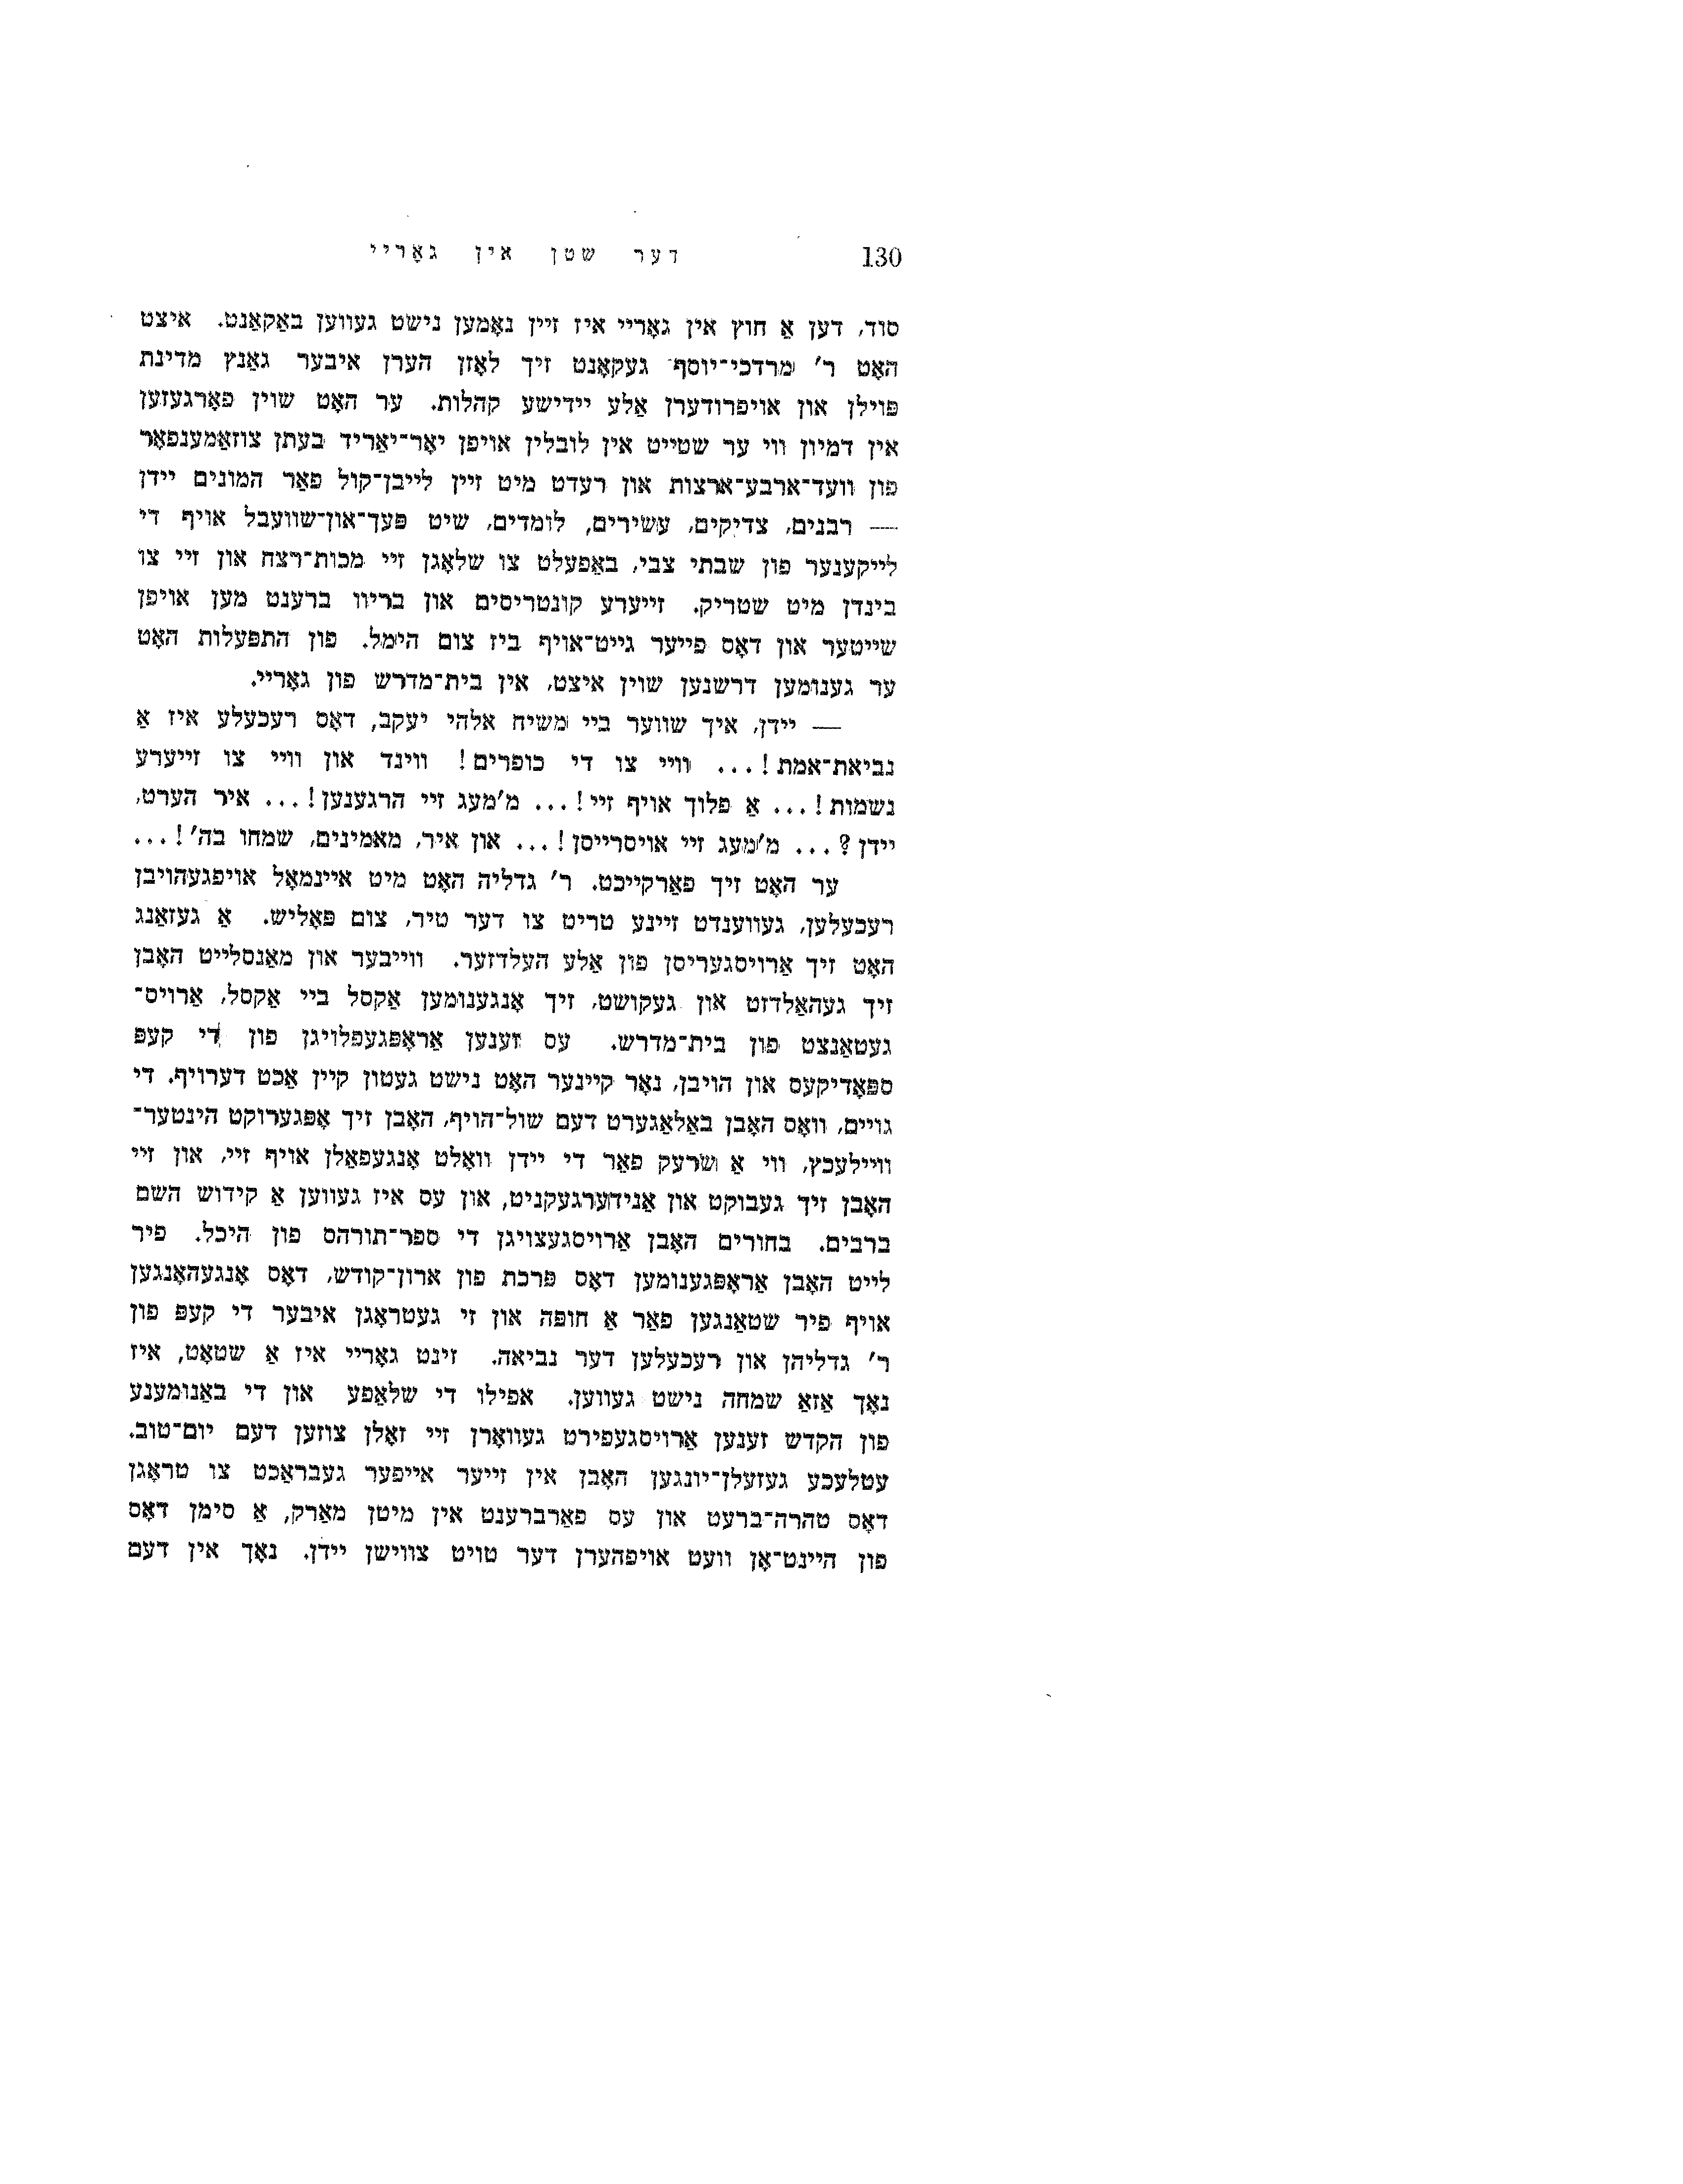 130 דער שטן אין גאָריי
סוד, דען אַ חוץ אין גאָריי איז זיין נאָמען נישט געווען באַקאַנט. איצט
האָט ר' מרדכי־יוסף געקאָנט זיך לאָזן הערן איבער גאַנץ מדינת
פּוילן און אויפרודערן אַלע יידישע קהלות. ער האָט שוין פאָרגעזען
אין דמיון ווי ער שטייט אין לובלין אויפן יאָר־יאַריד בעתן צוזאַמענפאָר
פון וועד־ארבע־ארצות און רעדט מיט זיין לייבן־קול פאַר המונים יידן
— רבנים, צדיקים, עשירים, לומדים, שיט פּעך־און־שוועבל אויף די
לייקענער פון שבתי צבי, באַפעלט צו שלאָגן זיי מכות־רצח און זיי צו
בינדן מיט שטריק. זייערע קונטריסים און בריוו ברענט מען אויפן
שייטער און דאָס פייער גייט־אויף ביז צום הימל. פון התפּעלות האָט
ער גענומען דרשנען שוין איצט, אין בית־מדרש פון גאָריי.
— יידן, איך שווער ביי משיח אלהי יעקב, דאָס רעכעלע איז אַ
נביאת־אמת!... וויי צו די כופרים! ווינד און וויי צו זייערע
נשמות!... אַ פלוך אויף זיי!... מ'מעג זיי הרגענען!... איר הערט,
יידן?... מ'מעג זיי אויסרייסן!... און איר, מאמינים, שמחו בה'!...
ער האָט זיך פאַרקייכט. ר' גדליה האָט מיט איינמאָל אויפגעהויבן
רעכעלען, געווענדט זיינע טריט צו דער טיר, צום פּאָליש. אַ געזאַנג
האָט זיך אַרויסגעריסן פון אַלע העלדזער. ווייבער און מאַנסלייט האָבן
זיך געהאַלדזט און געקושט, זיך אָנגענומען אַקסל ביי אַקסל, אַרויס־
געטאַנצט פון בית־מדרש. עס זענען אַראָפּגעפלויגן פון די קעפּ
ספּאָדיקעס און הויבן, נאָר קיינער האָט נישט געטון קיין אַכט דערויף. די
גויים, וואָס האָבן באַלאַגערט דעם שול־הויף, האָבן זיך אָפּגערוקט הינטער־
וויילעכץ, ווי אַ שרעק פאַר די יידן וואָלט אָנגעפאַלן אויף זיי, און זיי
האָבן זיך געבוקט און אַנידערגעקניט, און עס איז געווען אַ קידוש השם
ברבים. בחורים האָבן אַרויסגעצויגן די ספר־תורהס פון היכל. פיר
לייט האָבן אַראָפּגענומען דאָס פּרכת פון ארון־קודש, דאָס אָנגעהאָנגען
אויף פיר שטאַנגען פאַר אַ חופּה און זי געטראָגן איבער די קעפּ פון
ר' גדליהן און רעכעלען דער נביאה. זינט גאָריי איז אַ שטאָט, איז
נאָך אַזאַ שמחה נישט געווען. אפילו די שלאַפע און די באַנומענע
פון הקדש זענען אַרויסגעפירט געוואָרן זיי זאָלן צוזען דעם יום־טוב.
עטלעכע געזעלן־יונגען האָבן אין זייער אייפער געבראַכט צו טראָגן
דאָס טהרה־ברעט און עס פאַרברענט אין מיטן מאַרק, אַ סימן דאָס
פון היינט־אָן וועט אויפהערן דער טויט צווישן יידן. נאָך אין דעם